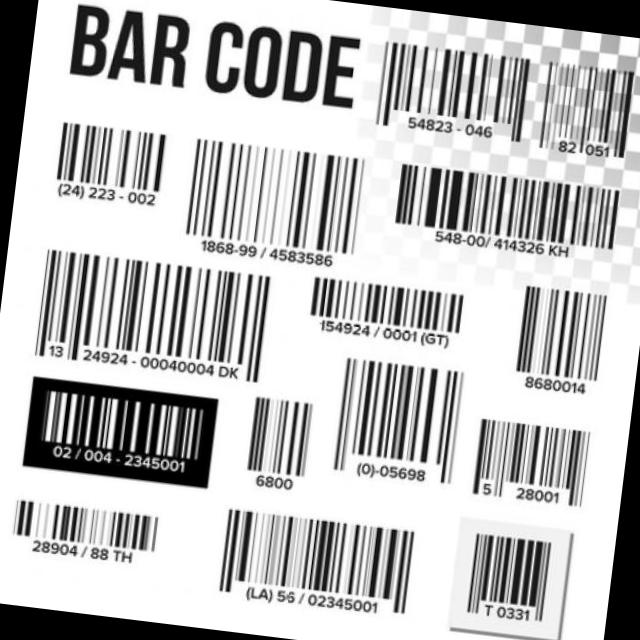 BAR CODE
54823 - 046
82 051
(24) 223 - 002
1868-99 / 4583586
548-00/ 414326 KH
13 24924 - 00040004 DK
154924 / 0001 (GT)
8680014
02 / 004 - 2345001
6800
(0)-05698
5 28001
28904 / 88 TH
(LA) 56 / 02345001
T 0331